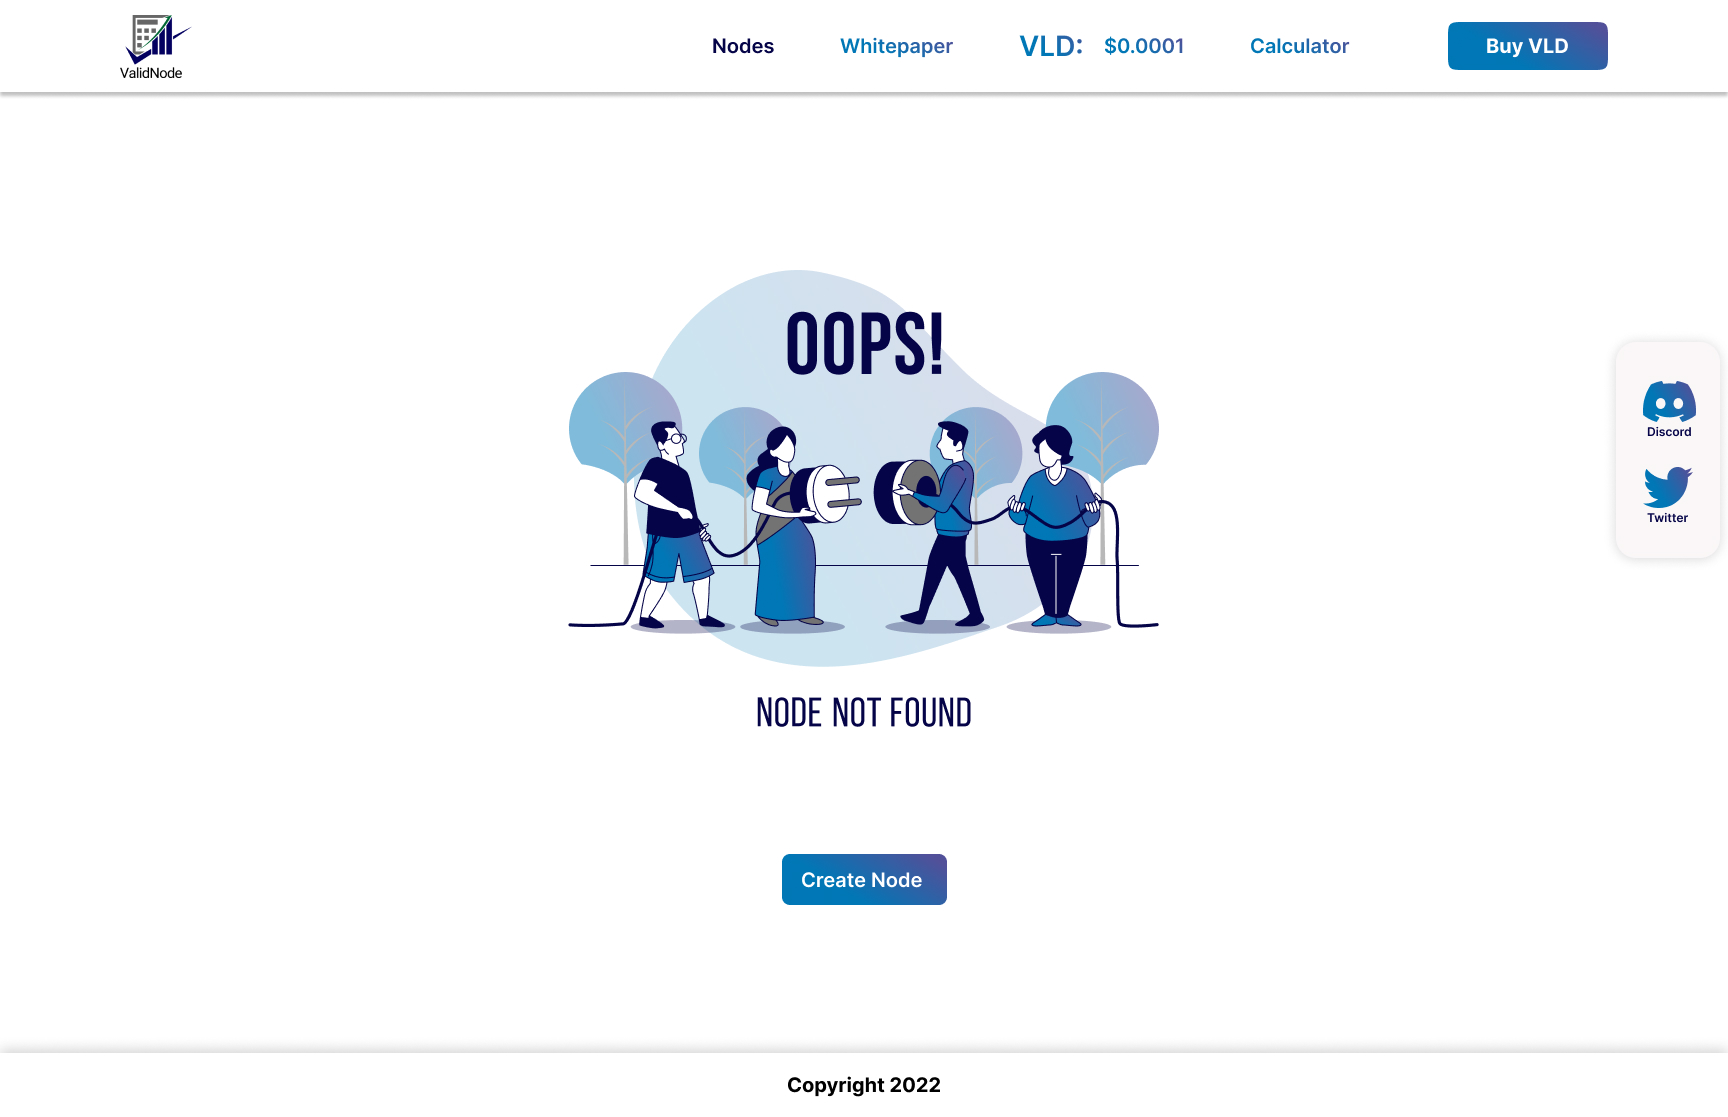 ValidNode
Nodes Whitepaper VLD: $0.0001 Calculator Buy VLD
OOPS!
Discord
Twitter
NODE NOT FOUND
Create Node
Copyright 2022